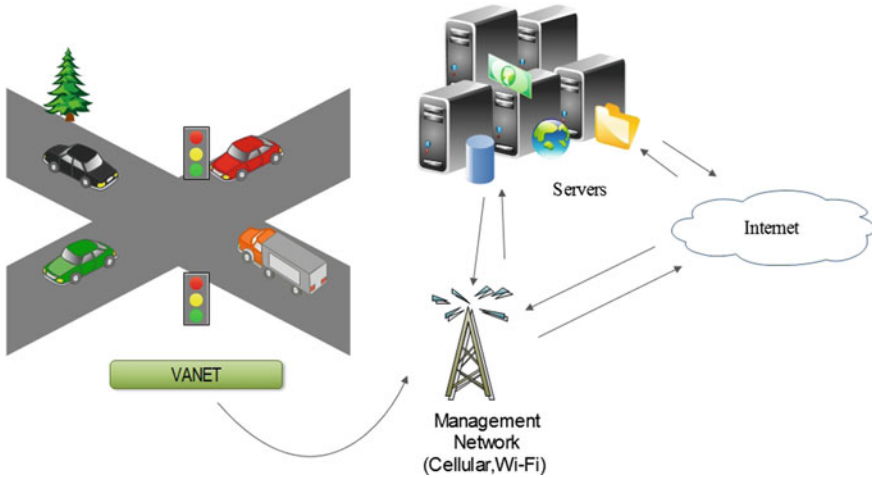 Servers
Internet
VANET
Management
Network
(Cellular,Wi-Fi)